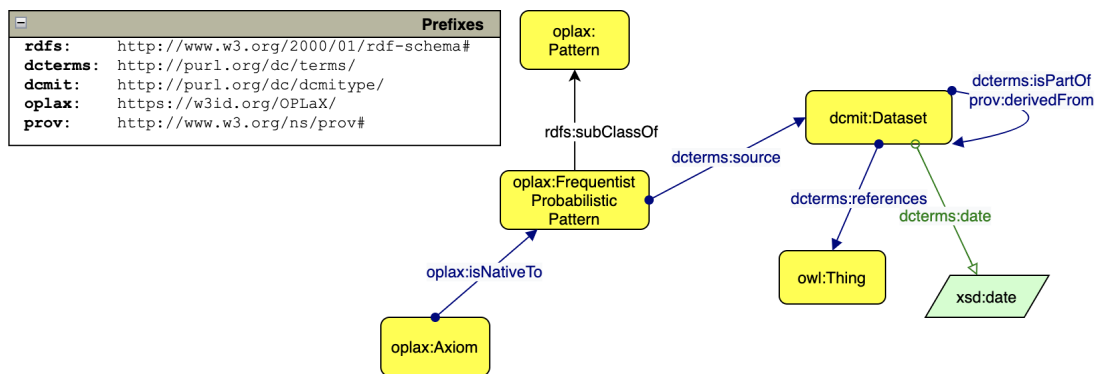 Prefixes
rdfs: http://www.w3.org/2000/01/rdf-schema#
dcterms: http://purl.org/dc/terms/
dcmit: http://purl.org/dc/dcmitype/
oplax: https://w3id.org/OPLaX/
prov: http://www.w3.org/ns/prov#
oplax:
Pattern
dcterms:isPartOf
prov:derivedFrom
dcmit:Dataset
rdfs:subClassOf
dcterms:source
oplax:Frequentist
Probabilistic
Pattern
dcterms:references
dcterms:date
oplax:isNativeTo
owl:Thing
xsd:date
oplax:Axiom